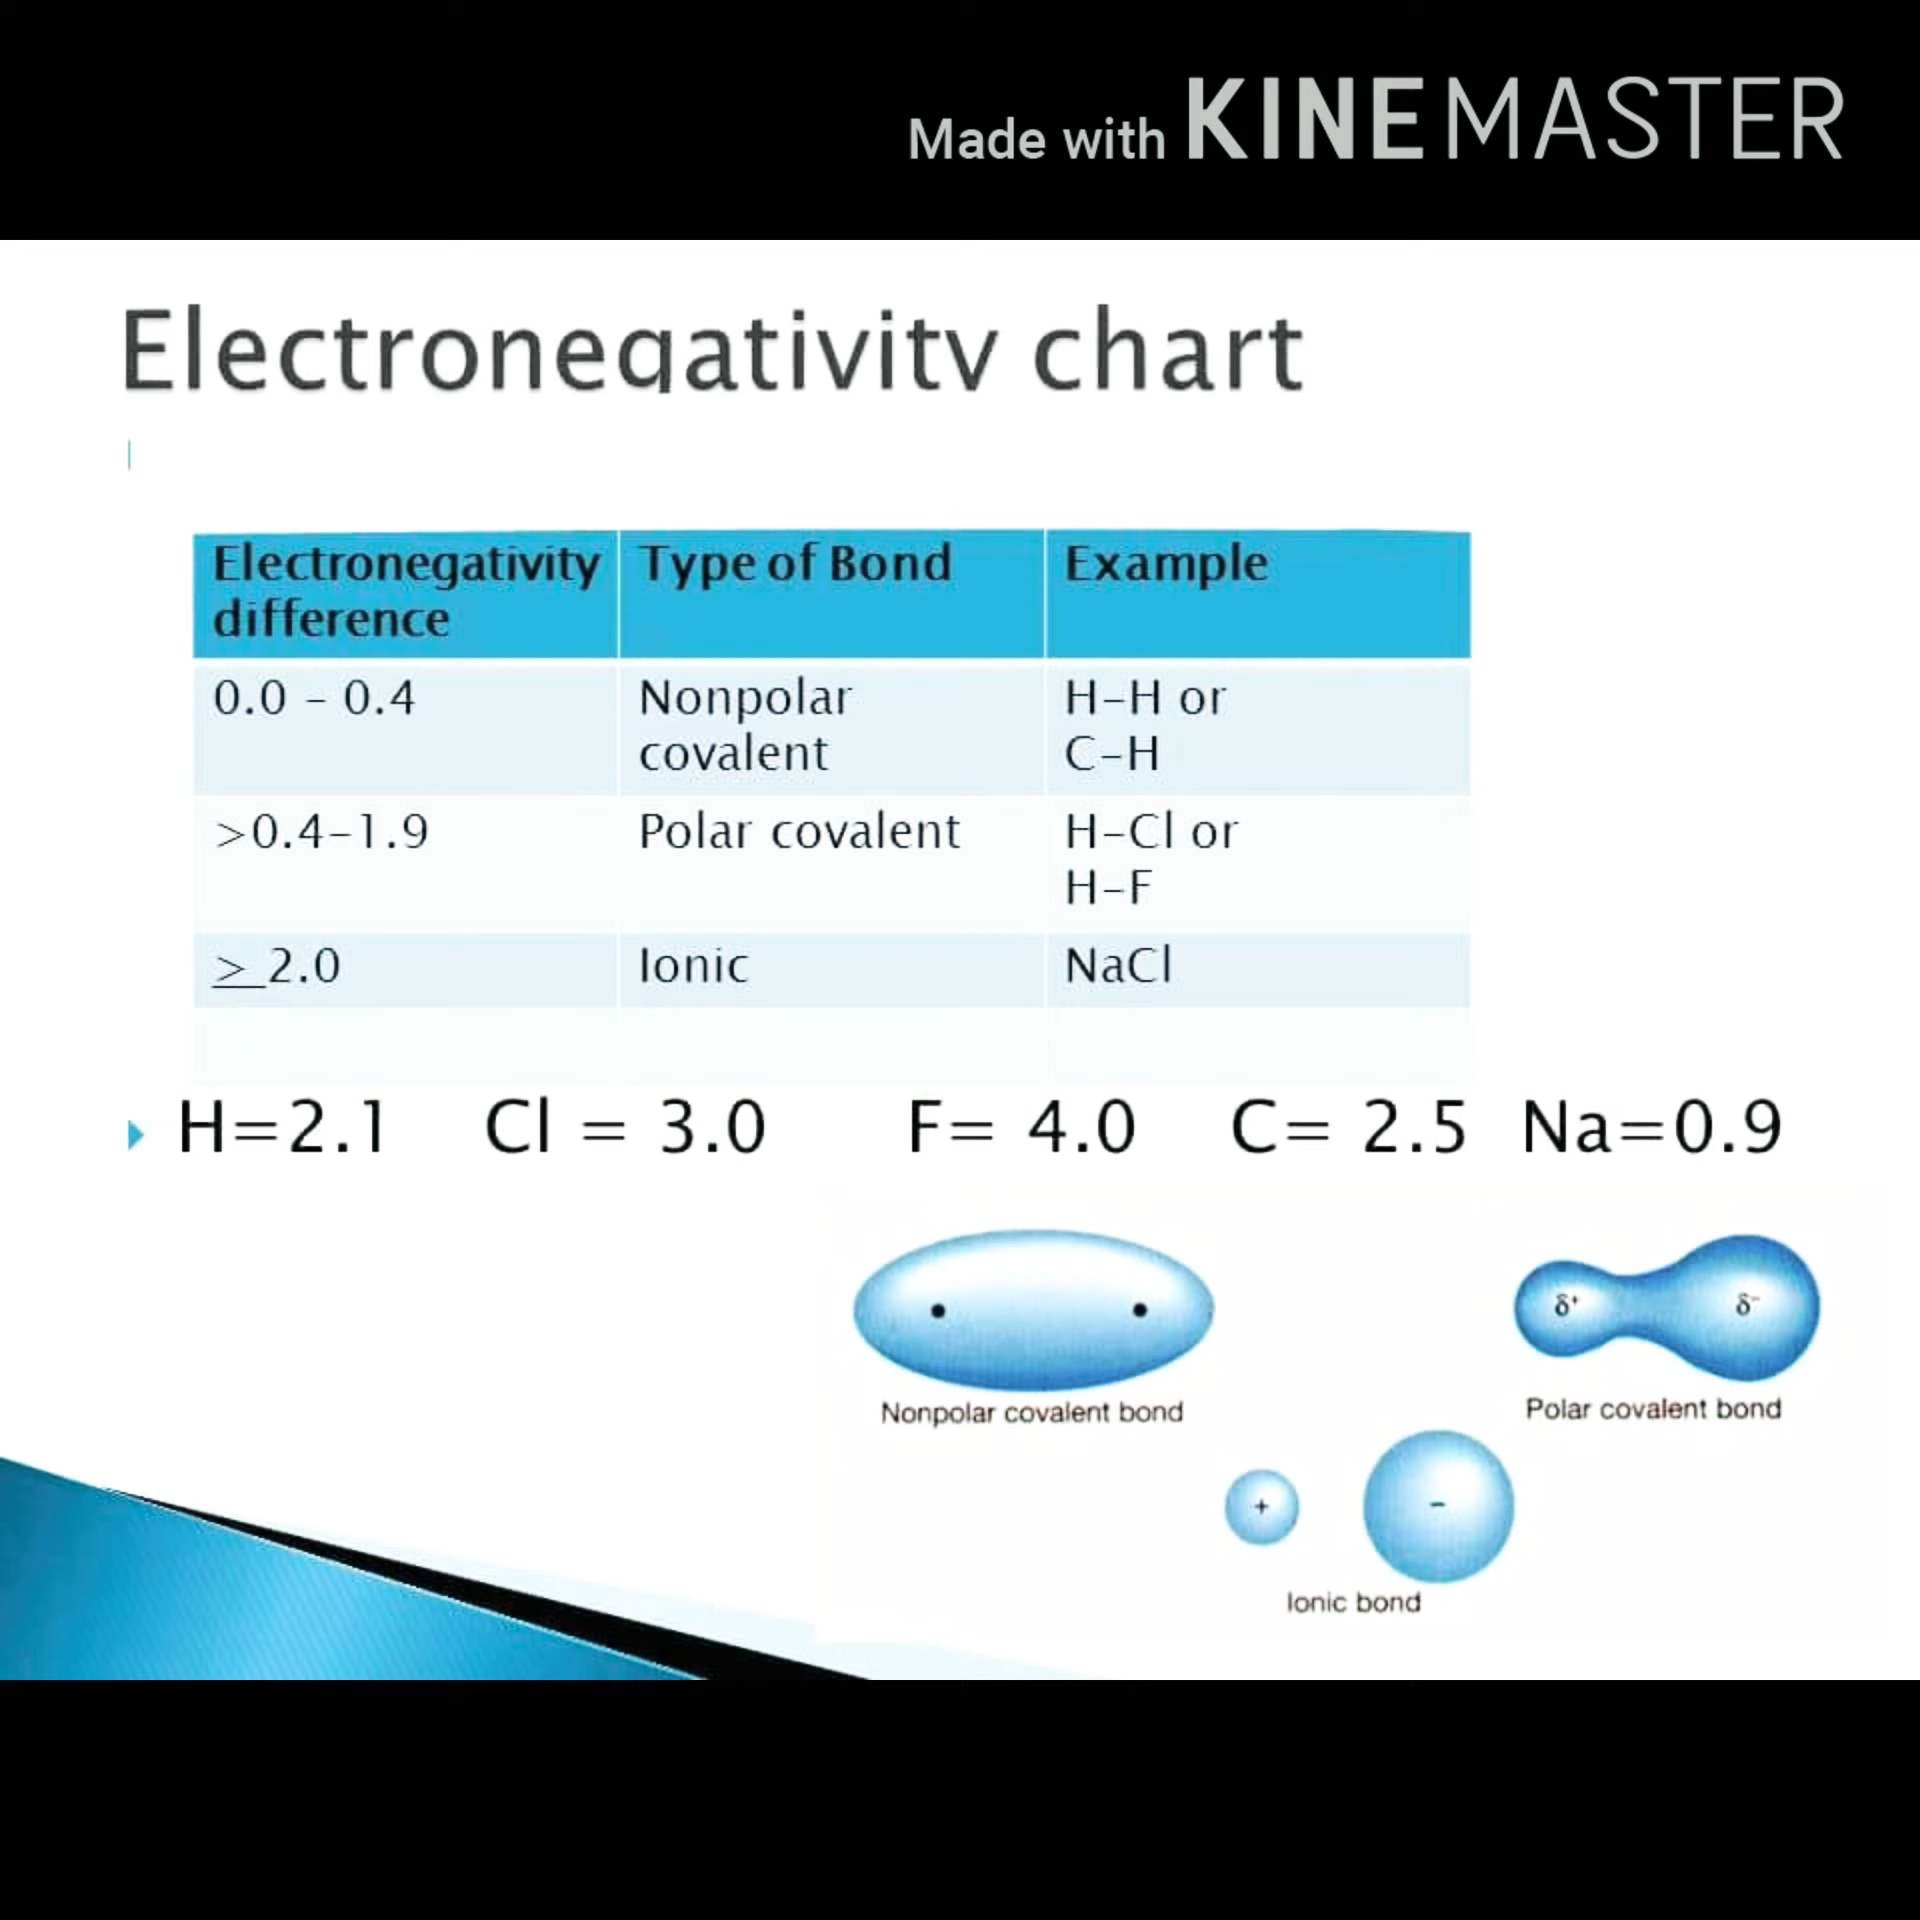 Made with KINEMASTER
Electronegativity chart
Electronegativity difference
Type of Bond
Example
0.0 – 0.4
Nonpolar covalent
H–H or
C–H
>0.4–1.9
Polar covalent
H–Cl or
H–F
≥ 2.0
Ionic
NaCl
H=2.1 Cl = 3.0 F= 4.0 C= 2.5 Na=0.9
δ+ δ-
Nonpolar covalent bond
Polar covalent bond
+ -
Ionic bond